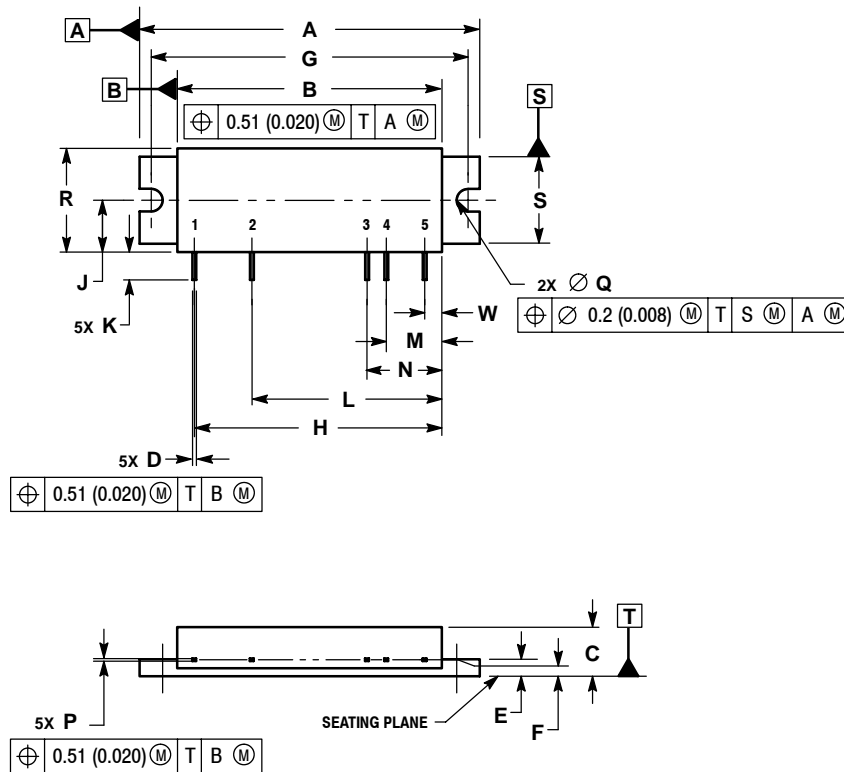 A A
G
B B
S
⌖ 0.51 (0.020) Ⓜ T A Ⓜ
R
S
1 2 3 4 5
J
2X ∅ Q
5X K
W
⌖ ∅ 0.2 (0.008) Ⓜ T S Ⓜ A Ⓜ
M
N
L
H
5X D
⌖ 0.51 (0.020) Ⓜ T B Ⓜ
T
C
5X P
SEATING PLANE
E
F
⌖ 0.51 (0.020) Ⓜ T B Ⓜ